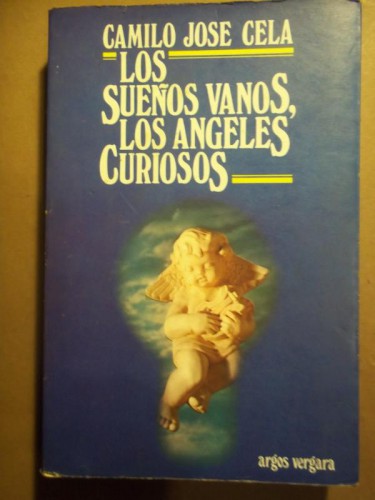 CAMILO JOSE CELA
LOS
SUEÑOS VANOS,
LOS ANGELES
CURIOSOS
argos vergara